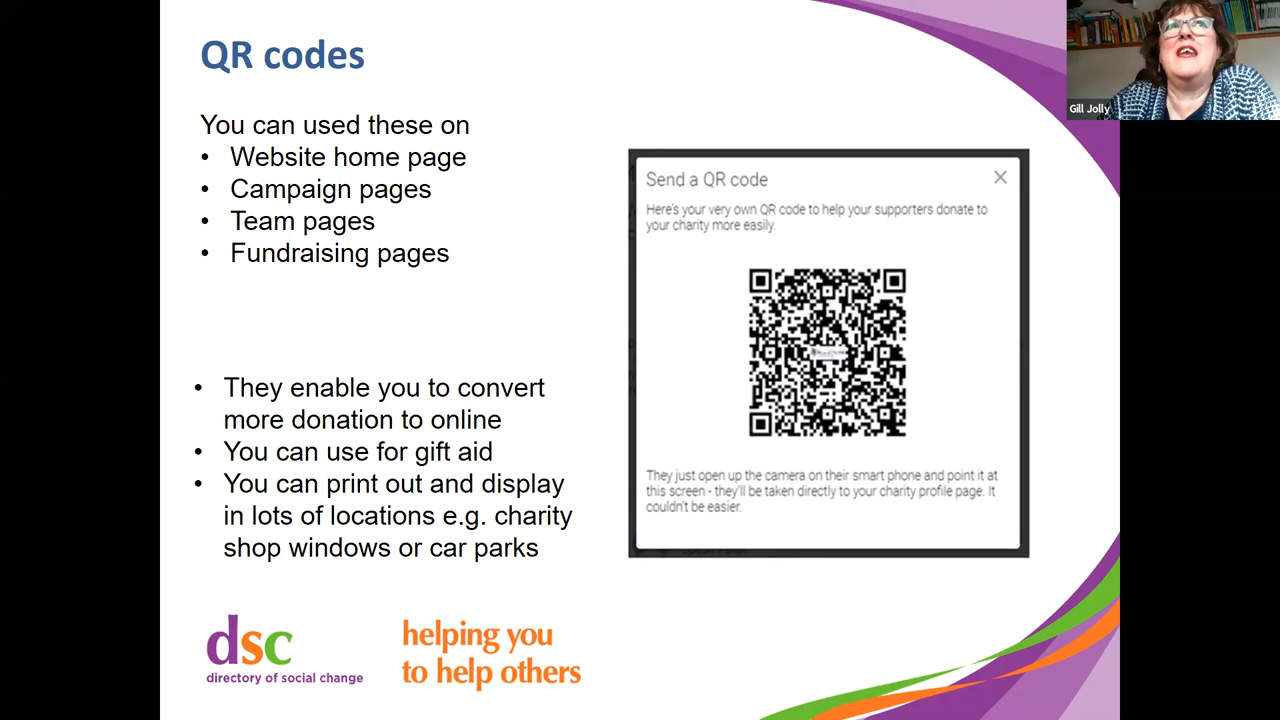 QR codes
Gill Jolly
You can used these on
• Website home page
• Campaign pages
• Team pages
• Fundraising pages
• They enable you to convert
more donation to online
• You can use for gift aid
• You can print out and display
in lots of locations e.g. charity
shop windows or car parks
Send a QR code
Here's your very own QR code to help your supporters donate to
your charity more easily.
They just open up the camera on their smart phone and point it at
this screen - they'll be taken directly to your charity profile page. It
couldn't be easier.
dsc
directory of social change
helping you
to help others